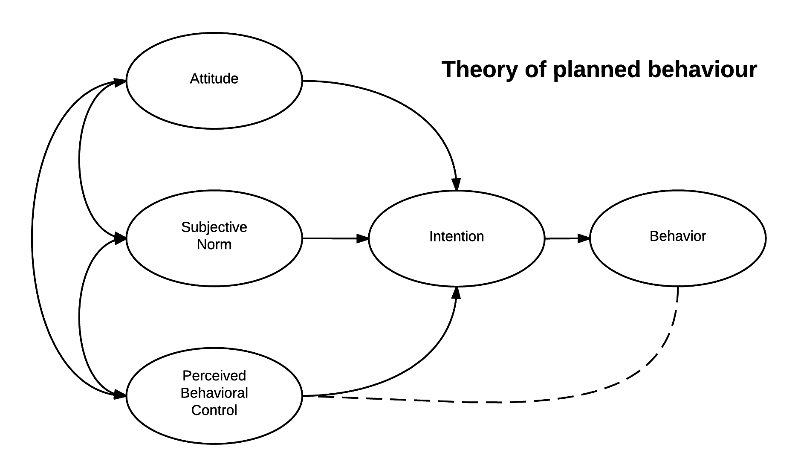 Theory of planned behaviour
Attitude
Subjective
Norm
Intention
Behavior
Perceived
Behavioral
Control